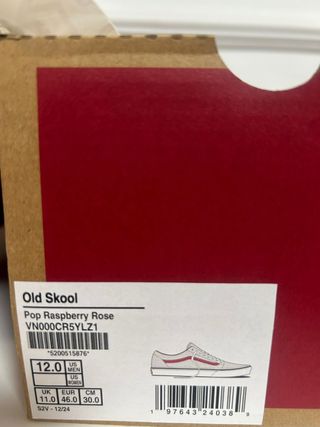 Old Skool
Pop Raspberry Rose
VN000CR5YLZ1
*5200515876*
12.0 US MEN
US WOMEN
UK EUR CM
11.0 46.0 30.0
S2V - 12/24
1 97643 24038 9